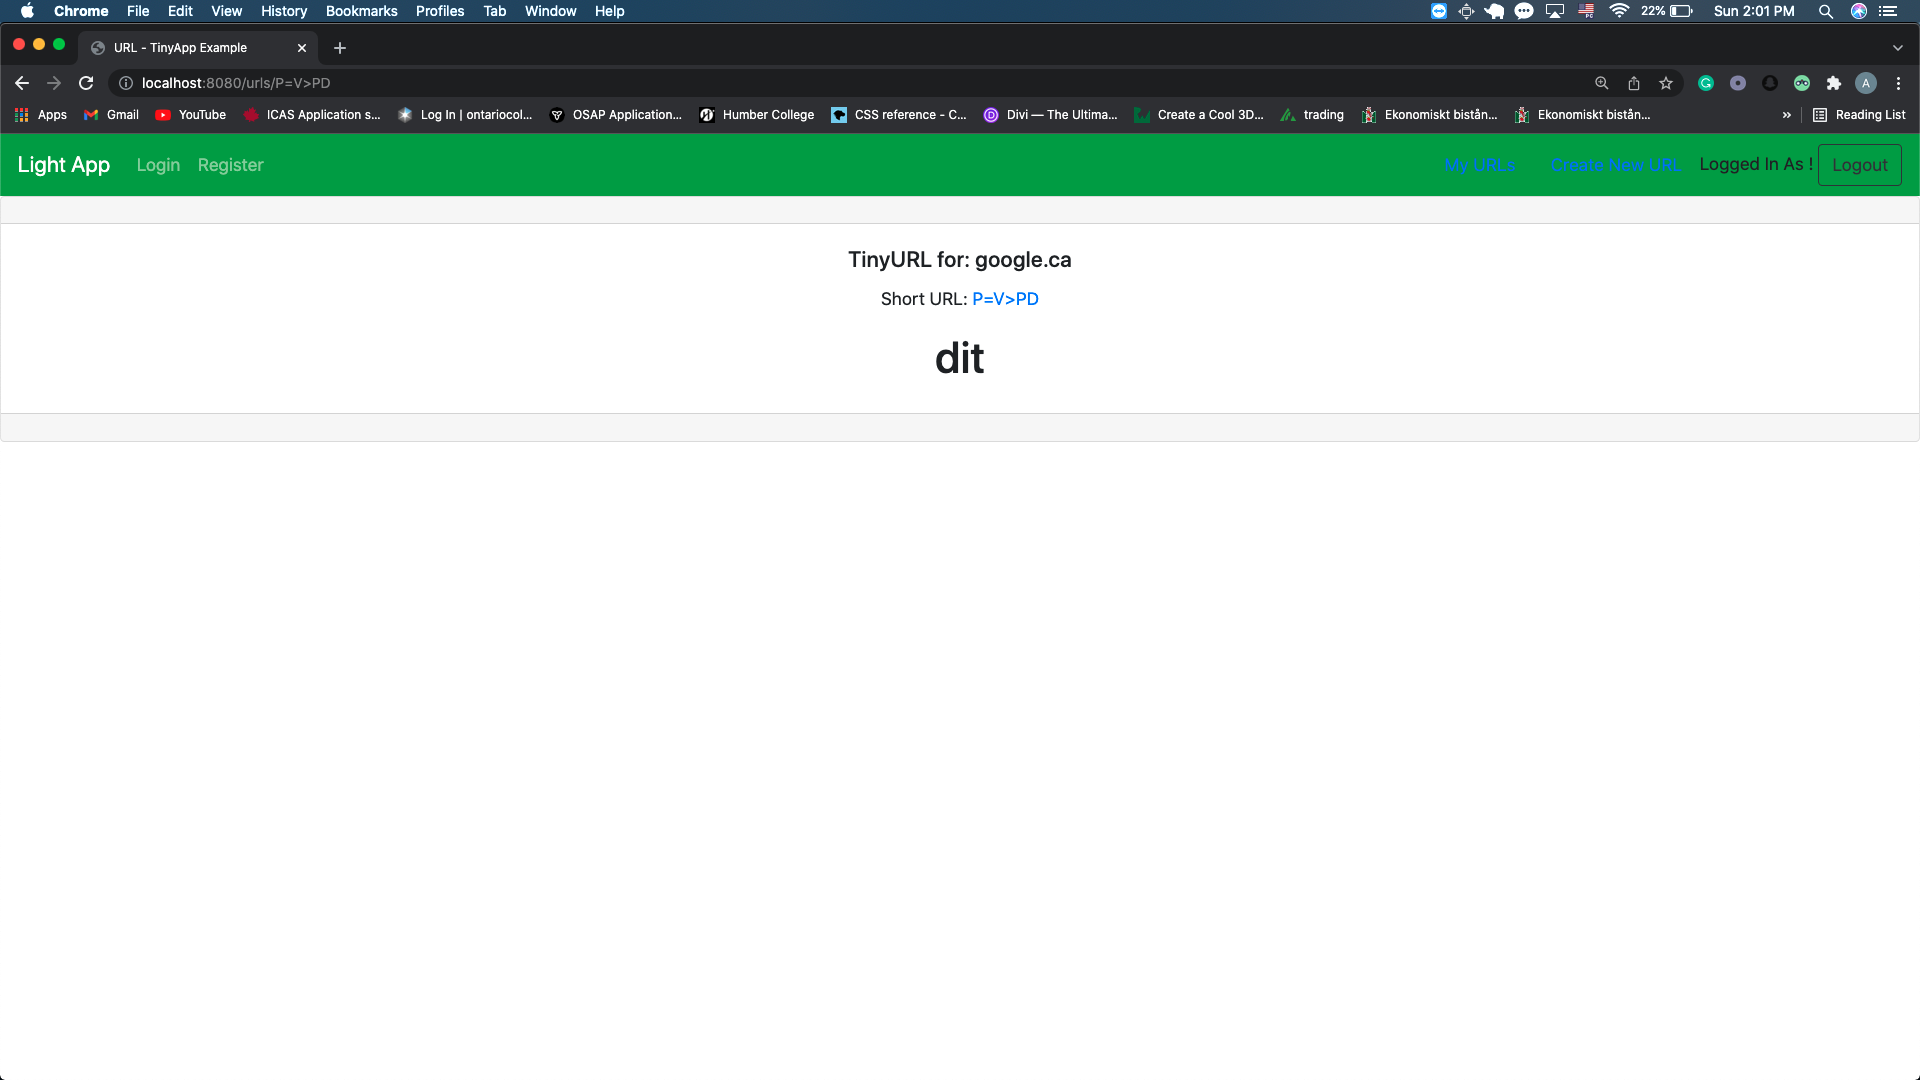 Chrome File Edit View History Bookmarks Profiles Tab Window Help 22% Sun 2:01 PM
URL - TinyApp Example
localhost:8080/urls/P=V>PD A
Apps Gmail YouTube ICAS Application s... Log In | ontariocol... OSAP Application... Humber College CSS reference - C... Divi — The Ultima... Create a Cool 3D... trading Ekonomiskt bistån... Ekonomiskt bistån... » Reading List
Light App Login Register My URLs Create New URL Logged In As ! Logout
TinyURL for: google.ca
Short URL: P=V>PD
dit